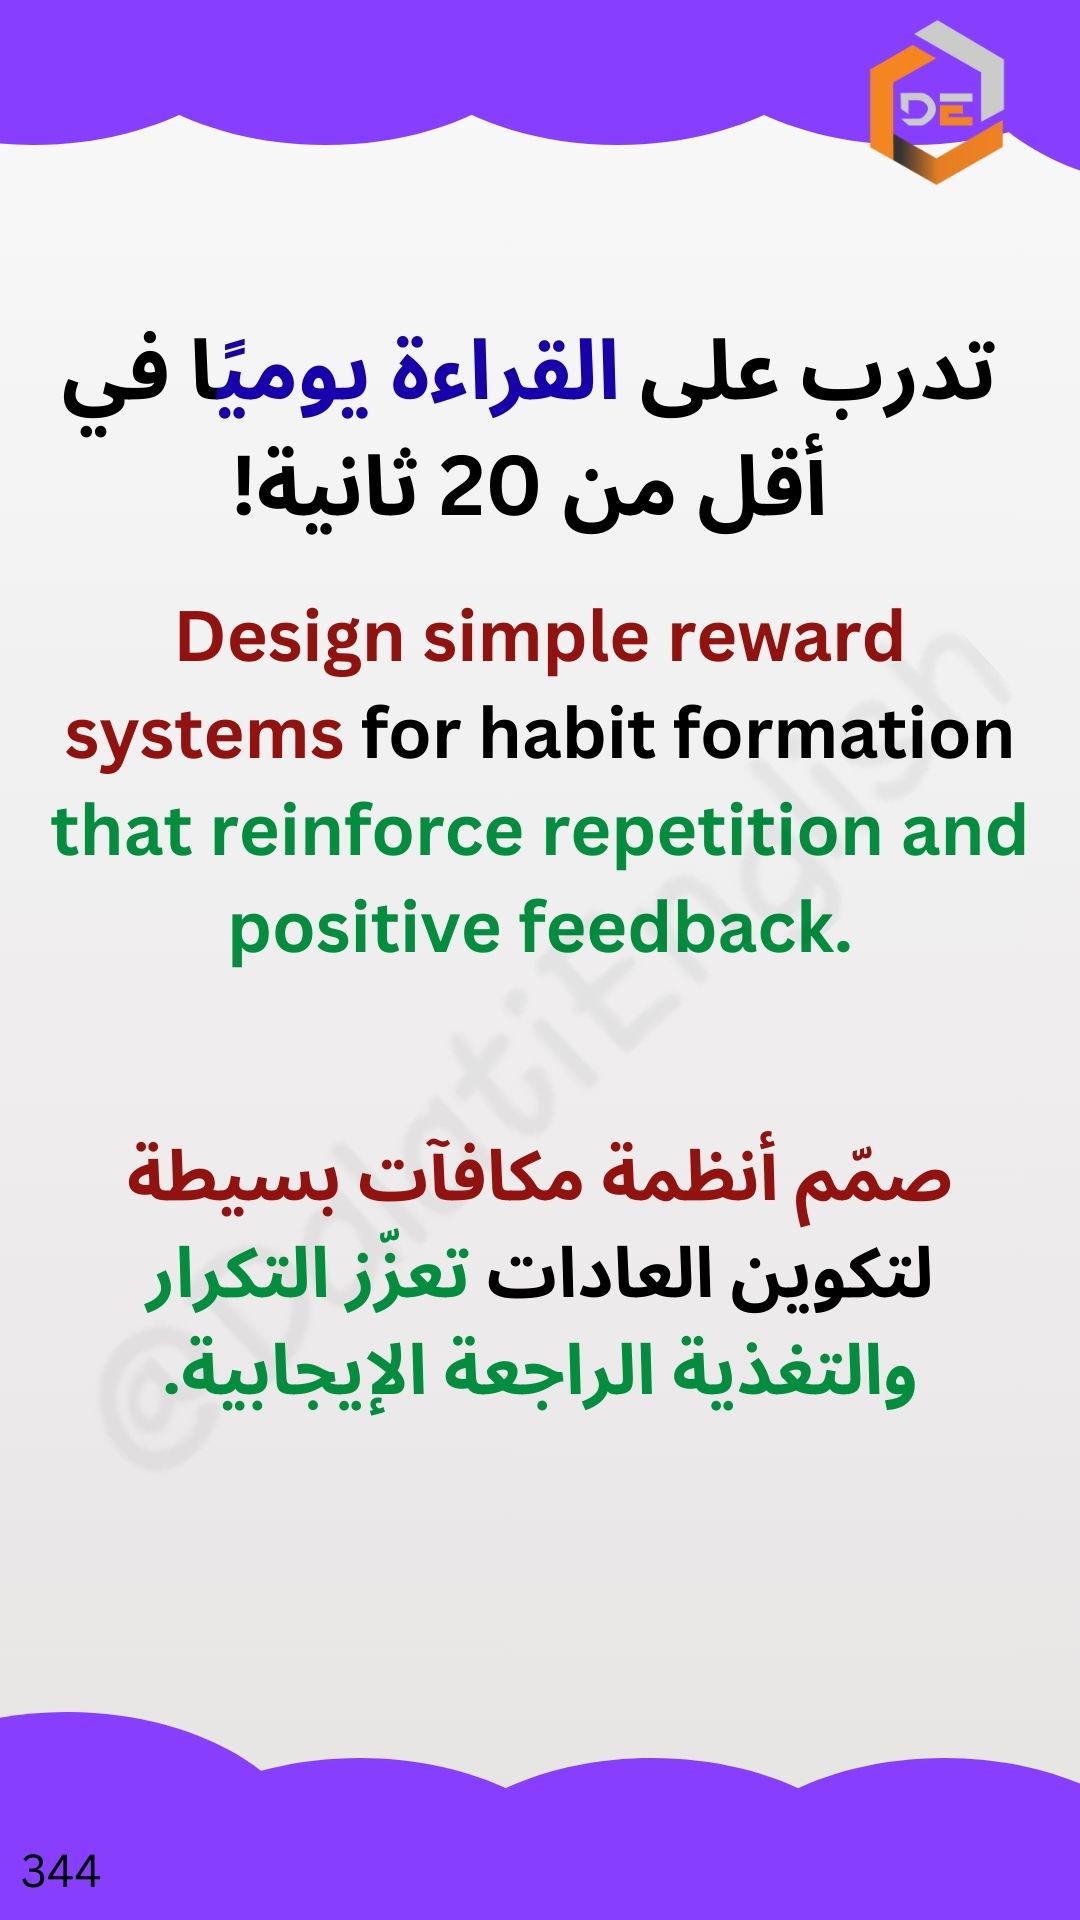 DE
تدرب على القراءة يوميًا في
أقل من 20 ثانية!
Design simple reward
systems for habit formation
that reinforce repetition and
positive feedback.
صمّم أنظمة مكافآت بسيطة
لتكوين العادات تعزّز التكرار
والتغذية الراجعة الإيجابية.
@DdlatiEnglish
344